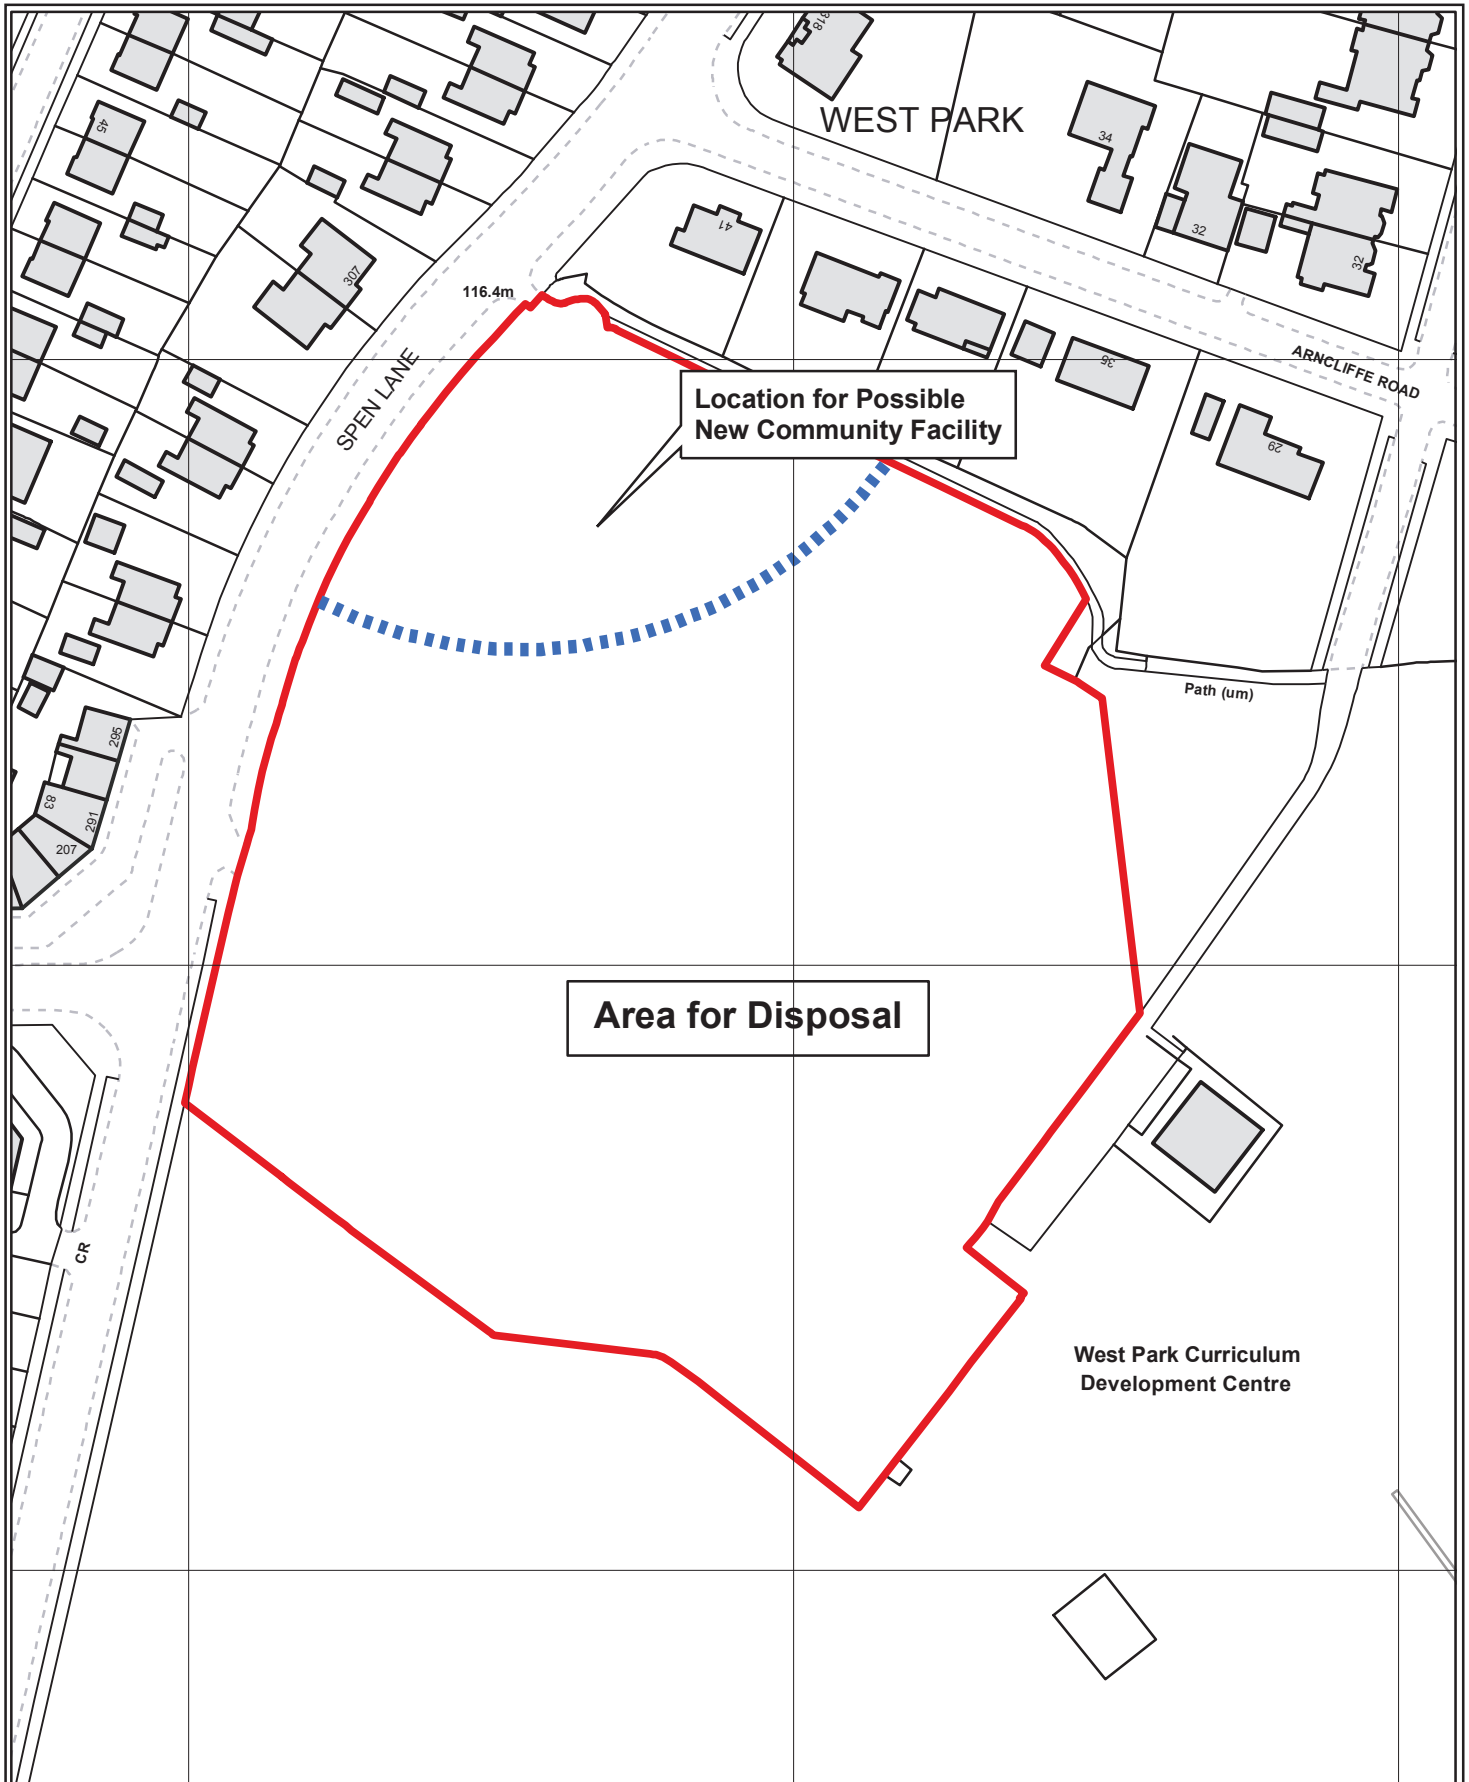 318
WEST PARK
45
34
32
41
32
307
116.4m
SPEN LANE
ARNCLIFFE ROAD
36
Location for Possible
New Community Facility
29
Path (um)
295
83
291
207
Area for Disposal
CR
West Park Curriculum
Development Centre